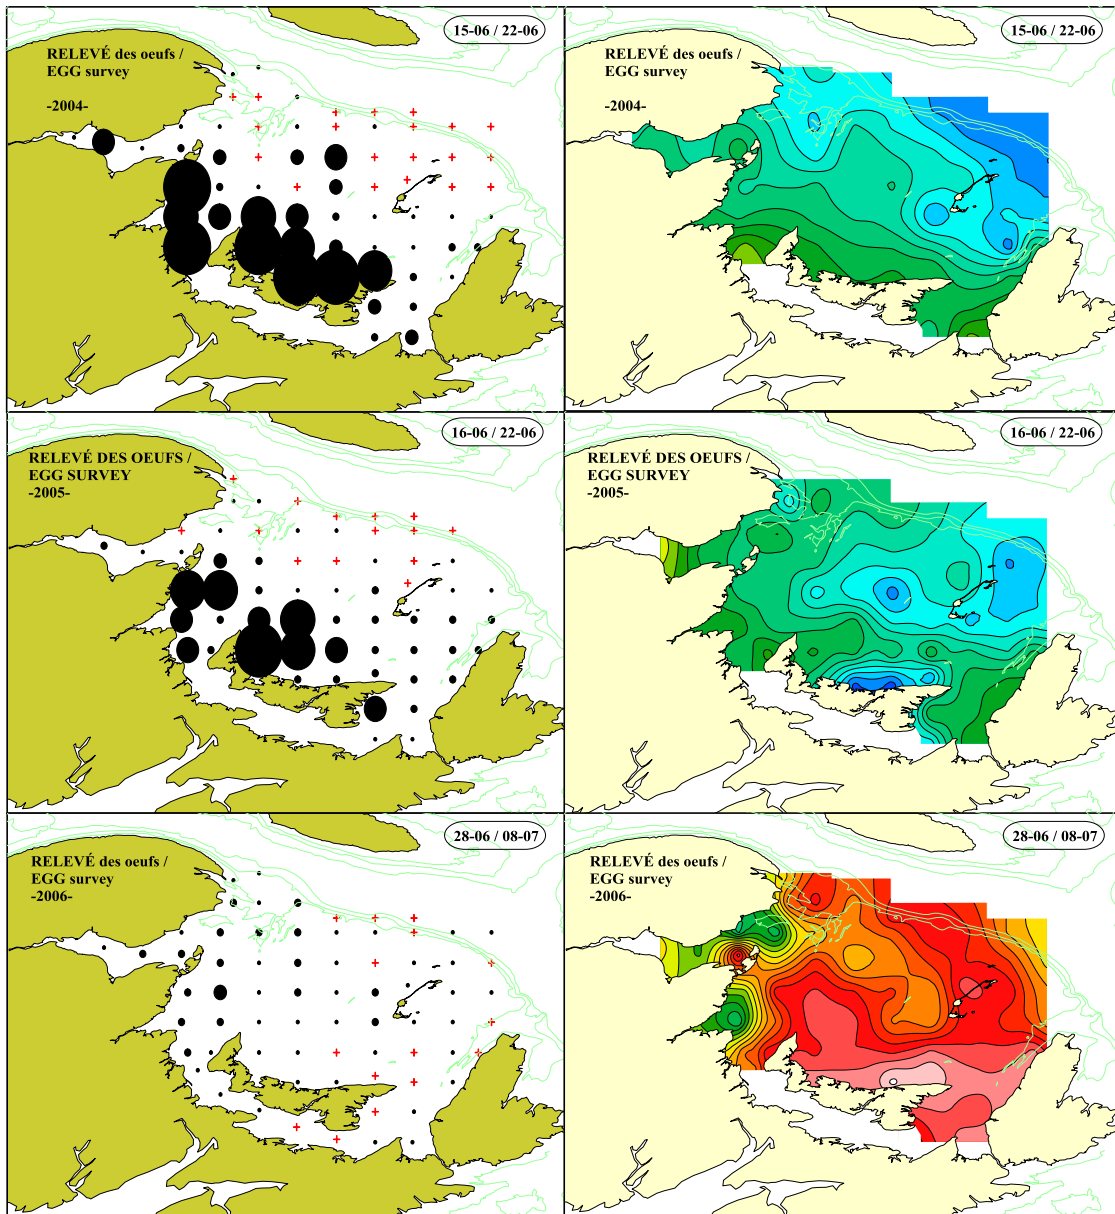 15-06 / 22-06
RELEVÉ des oeufs /
EGG survey
-2004-
15-06 / 22-06
RELEVÉ des oeufs /
EGG survey
-2004-
16-06 / 22-06
RELEVÉ DES OEUFS /
EGG SURVEY
-2005-
16-06 / 22-06
RELEVÉ DES OEUFS /
EGG SURVEY
-2005-
28-06 / 08-07
RELEVÉ des oeufs /
EGG survey
-2006-
28-06 / 08-07
RELEVÉ des oeufs /
EGG survey
-2006-